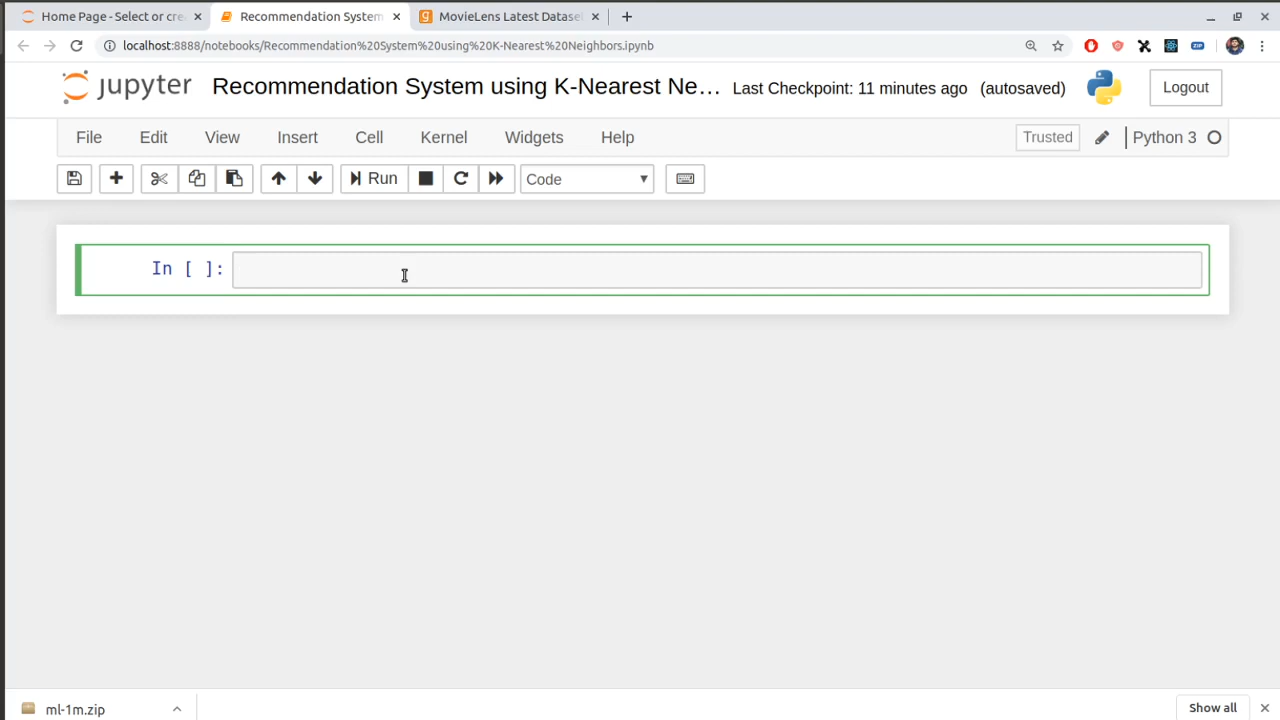 Home Page - Select or cre
Recommendation System
MovieLens Latest Datase
localhost:8888/notebooks/Recommendation%20System%20using%20K-Nearest%20Neighbors.ipynb
ZIP
jupyter Recommendation System using K-Nearest Ne... Last Checkpoint: 11 minutes ago (autosaved) Logout
File Edit View Insert Cell Kernel Widgets Help Trusted Python 3
Run Code
In [ ]:
ml-1m.zip Show all